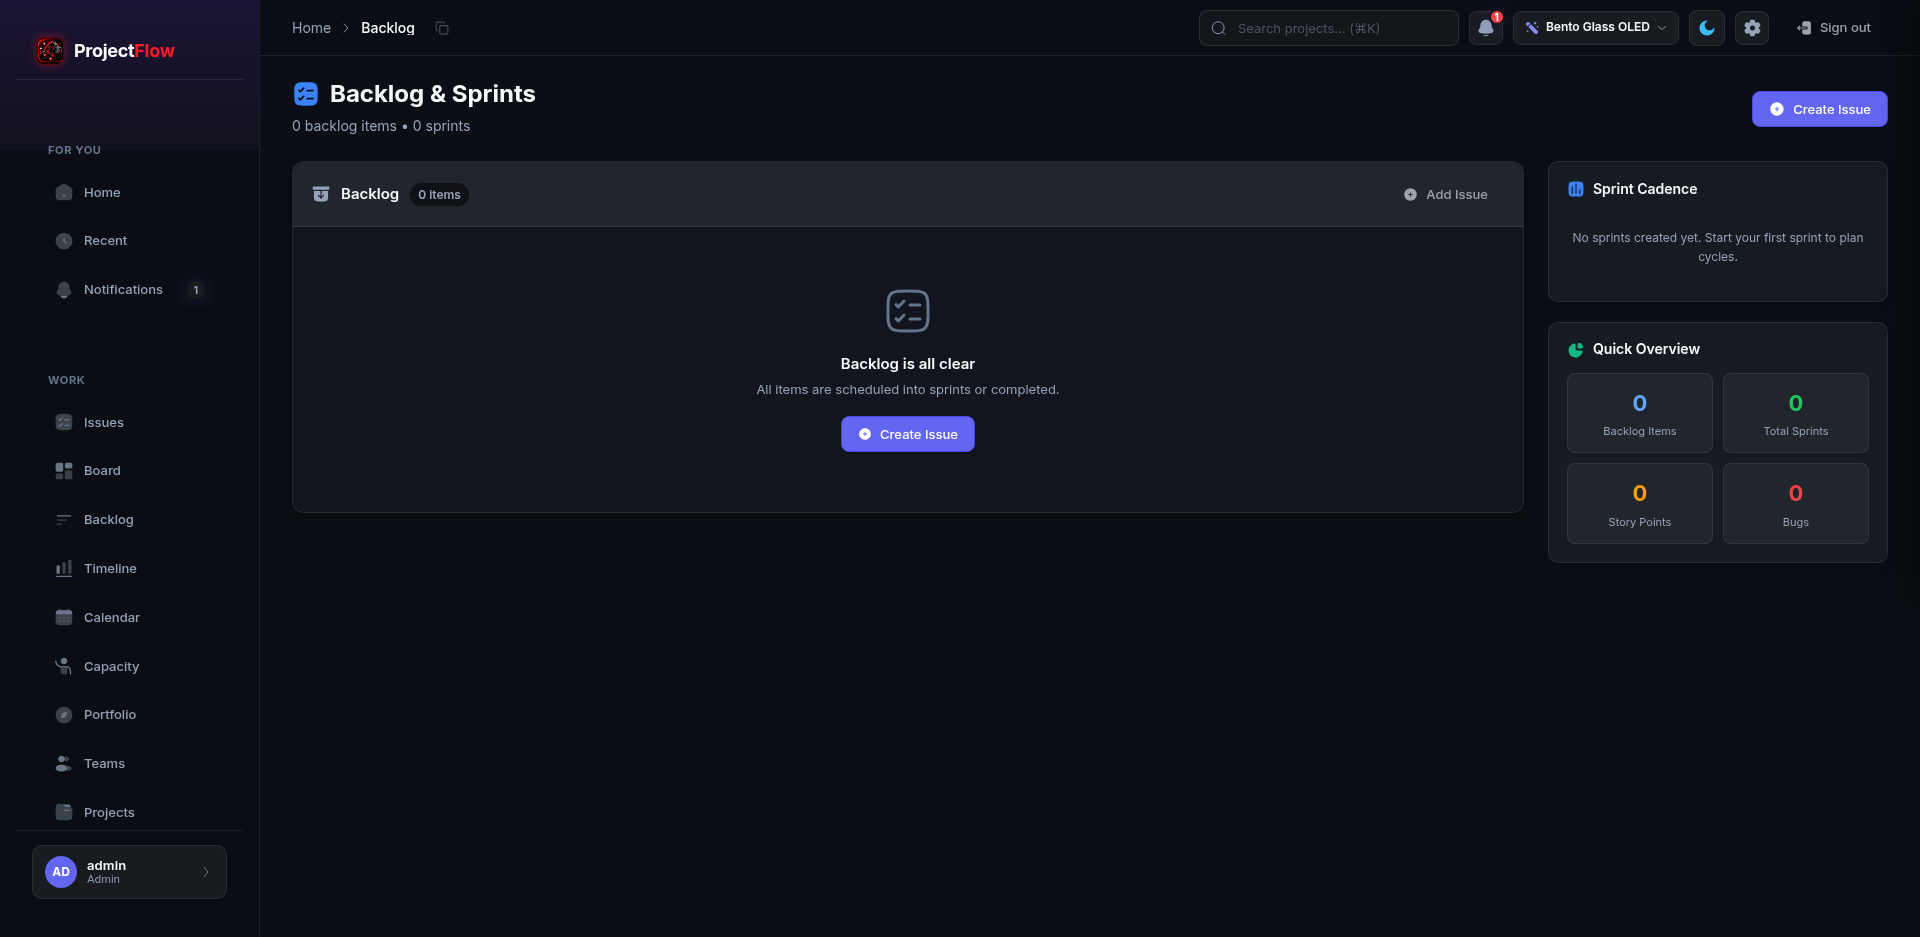 ProjectFlow
FOR YOU
Home
Recent
Notifications 1
WORK
Issues
Board
Backlog
Timeline
Calendar
Capacity
Portfolio
Teams
Projects
AD
admin
Admin
Home Backlog
Search projects... (⌘K)
1
Bento Glass OLED
Sign out
Backlog & Sprints
0 backlog items • 0 sprints
Create Issue
Backlog 0 items
Add Issue
Backlog is all clear
All items are scheduled into sprints or completed.
Create Issue
Sprint Cadence
No sprints created yet. Start your first sprint to plan
cycles.
Quick Overview
0
Backlog Items
0
Total Sprints
0
Story Points
0
Bugs